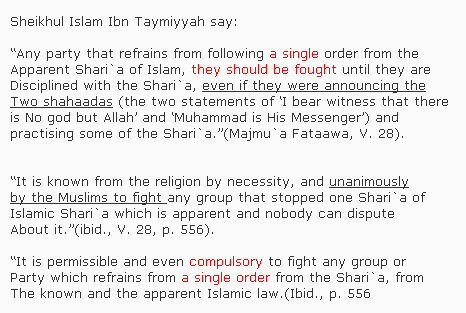 Sheikhul Islam Ibn Taymiyyah say:
“Any party that refrains from following a single order from the
Apparent Shari`a of Islam, they should be fought until they are
Disciplined with the Shari`a, even if they were announcing the
Two shahaadas (the two statements of ‘I bear witness that there
is No god but Allah’ and ‘Muhammad is His Messenger’) and
practising some of the Shari`a.”(Majmu`a Fataawa, V. 28).
“It is known from the religion by necessity, and unanimously
by the Muslims to fight any group that stopped one Shari`a of
Islamic Shari`a which is apparent and nobody can dispute
About it.”(ibid., V. 28, p. 556).
“It is permissible and even compulsory to fight any group or
Party which refrains from a single order from the Shari`a, from
The known and the apparent Islamic law.(Ibid., p. 556